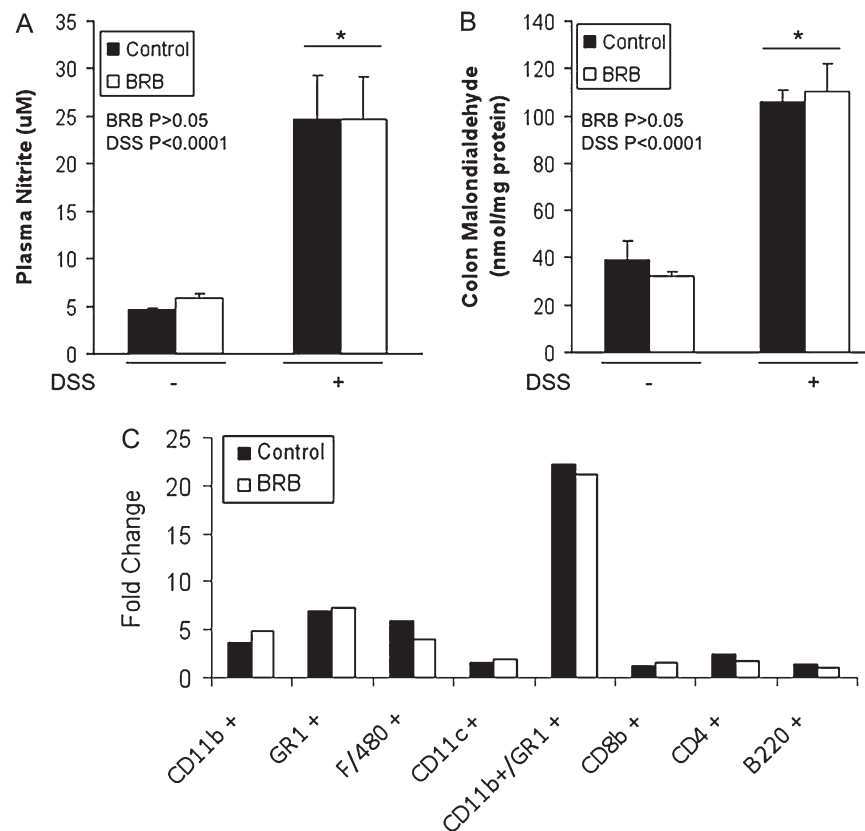 A
Plasma Nitrite (uM)
35
30
25
20
15
10
5
0
Control
BRB
BRB P>0.05
DSS P<0.0001
*
DSS - +
B
Colon Malondialdehyde
(nmol/mg protein)
140
120
100
80
60
40
20
0
Control
BRB
BRB P>0.05
DSS P<0.0001
*
DSS - +
C
Fold Change
25
20
15
10
5
0
Control
BRB
CD11b +
GR1 +
F/480 +
CD11c +
CD11b+/GR1 +
CD8b +
CD4 +
B220 +